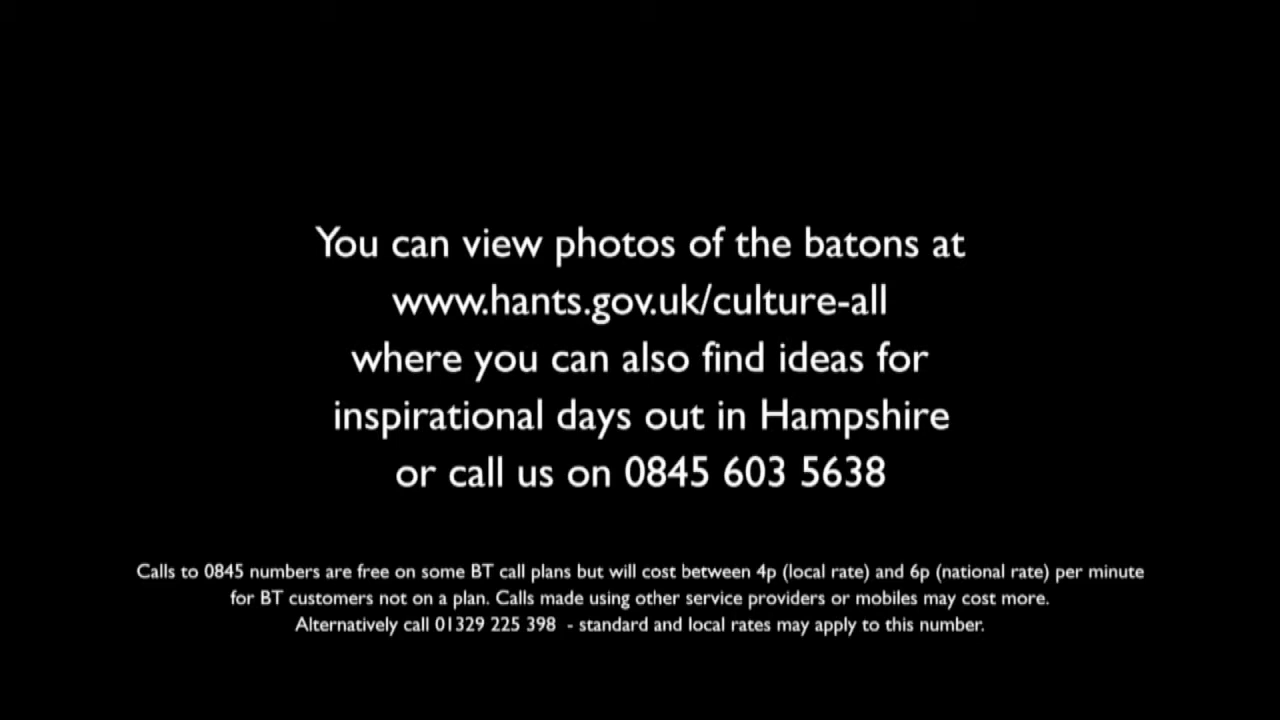 You can view photos of the batons at
www.hants.gov.uk/culture-all
where you can also find ideas for
inspirational days out in Hampshire
or call us on 0845 603 5638
Calls to 0845 numbers are free on some BT call plans but will cost between 4p (local rate) and 6p (national rate) per minute
for BT customers not on a plan. Calls made using other service providers or mobiles may cost more.
Alternatively call 01329 225 398 - standard and local rates may apply to this number.